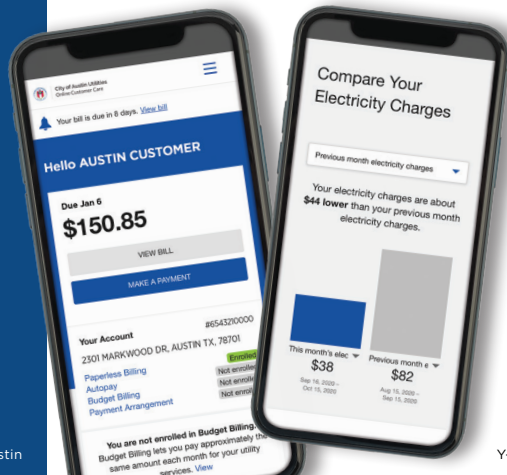 City of Austin Utilities
Online Customer Care
Your bill is due in 8 days. View bill
Hello AUSTIN CUSTOMER
Due Jan 6
$150.85
VIEW BILL
MAKE A PAYMENT
Your Account
#6543210000
2301 MARKWOOD DR, AUSTIN TX, 78701
Paperless Billing
Enrolled
Autopay
Not enrolle
Budget Billing
Not enrolle
Payment Arrangement
Not enroll
You are not enrolled in Budget Billing.
Budget Billing lets you pay approximately the
same amount each month for your utility
services. View
Compare Your
Electricity Charges
Previous month electricity charges
Your electricity charges are about
$44 lower than your previous month
electricity charges.
This month's elec
$38
Sep 16, 2020 –
Oct 15, 2020
Previous month e
$82
Aug 15, 2020 –
Sep 15, 2020
stin
Y